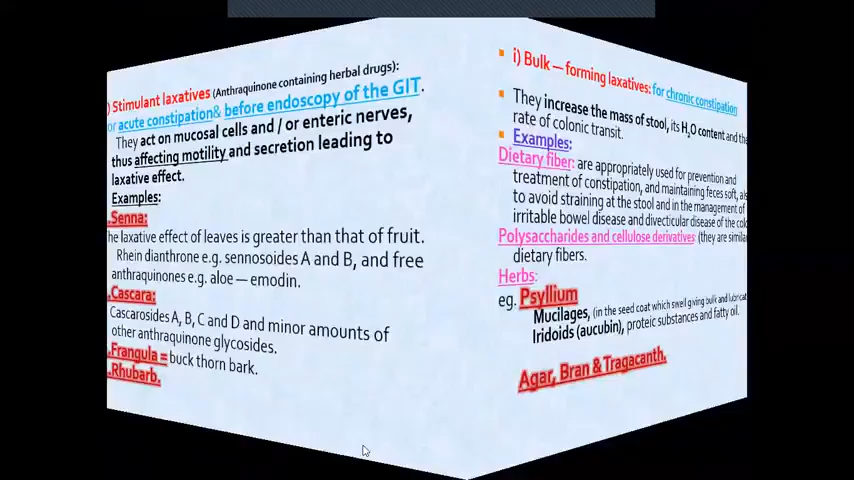 ) Stimulant laxatives (Anthraquinone containing herbal drugs):
or acute constipation& before endoscopy of the GIT.
They act on mucosal cells and / or enteric nerves,
thus affecting motility and secretion leading to
laxative effect.
Examples:
.Senna:
he laxative effect of leaves is greater than that of fruit.
Rhein dianthrone e.g. sennosoides A and B, and free
anthraquinones e.g. aloe – emodin.
.Cascara:
Cascarosides A, B, C and D and minor amounts of
other anthraquinone glycosides.
.Frangula = buck thorn bark.
.Rhubarb.
i) Bulk – forming laxatives: for chronic constipation
They increase the mass of stool, its H2O content and the
rate of colonic transit.
Examples:
Dietary fiber: are appropriately used for prevention and
treatment of constipation, and maintaining feces soft, als
to avoid straining at the stool and in the management of
irritable bowel disease and diverticular disease of the colo
Polysaccharides and cellulose derivatives: (they are similar
dietary fibers.
Herbs:
eg. Psyllium
Mucilages, (in the seed coat which swell giving bulk and lubricat
Iridoids (aucubin), proteic substances and fatty oil.
Agar, Bran & Tragacanth.